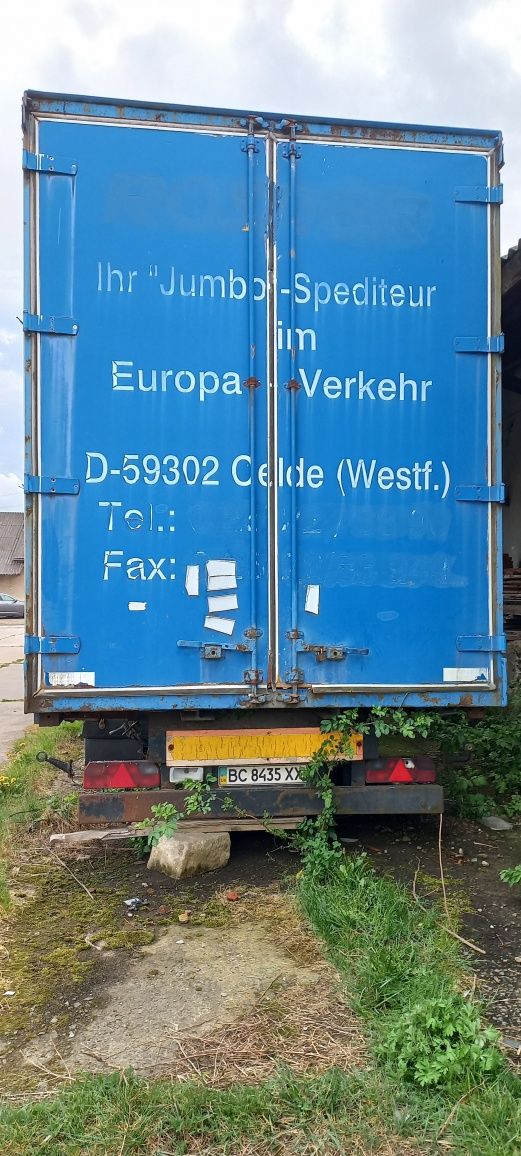 Ihr "Jumbo"-Spediteur
im
Europa - Verkehr
D-59302 Oelde (Westf.)
Tel.:
Fax:
BC 8435 XX